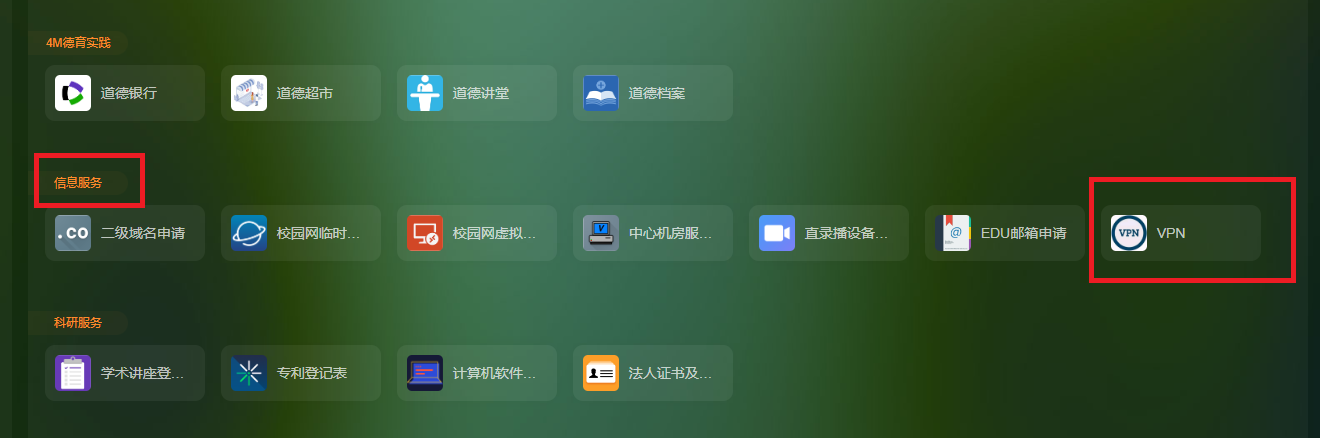 4M德育实践
道德银行 道德超市 道德讲堂 道德档案
信息服务
.co 二级域名申请 校园网临时... 校园网虚拟... V 中心机房服... 直录播设备... @ EDU邮箱申请 VPN VPN
科研服务
学术讲座登... 专利登记表 计算机软件... 法人证书及...